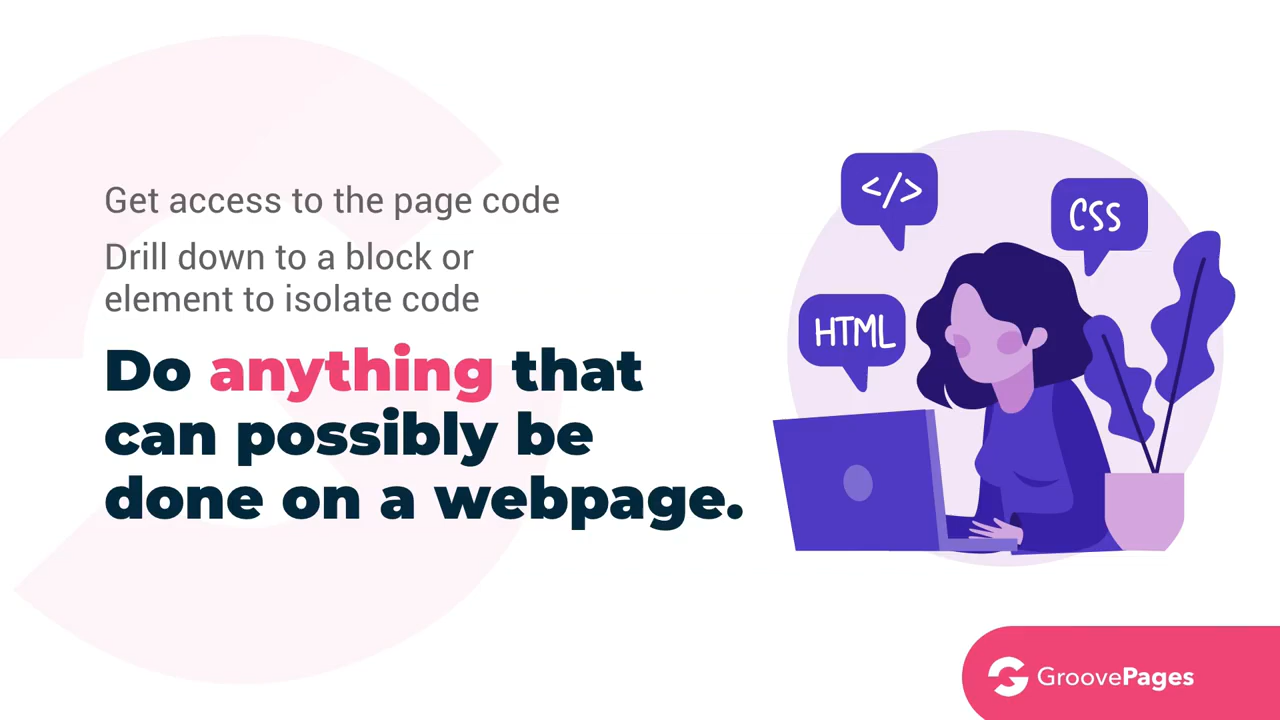 Get access to the page code
Drill down to a block or
element to isolate code
Do anything that
can possibly be
done on a webpage.
</>
CSS
HTML
GroovePages